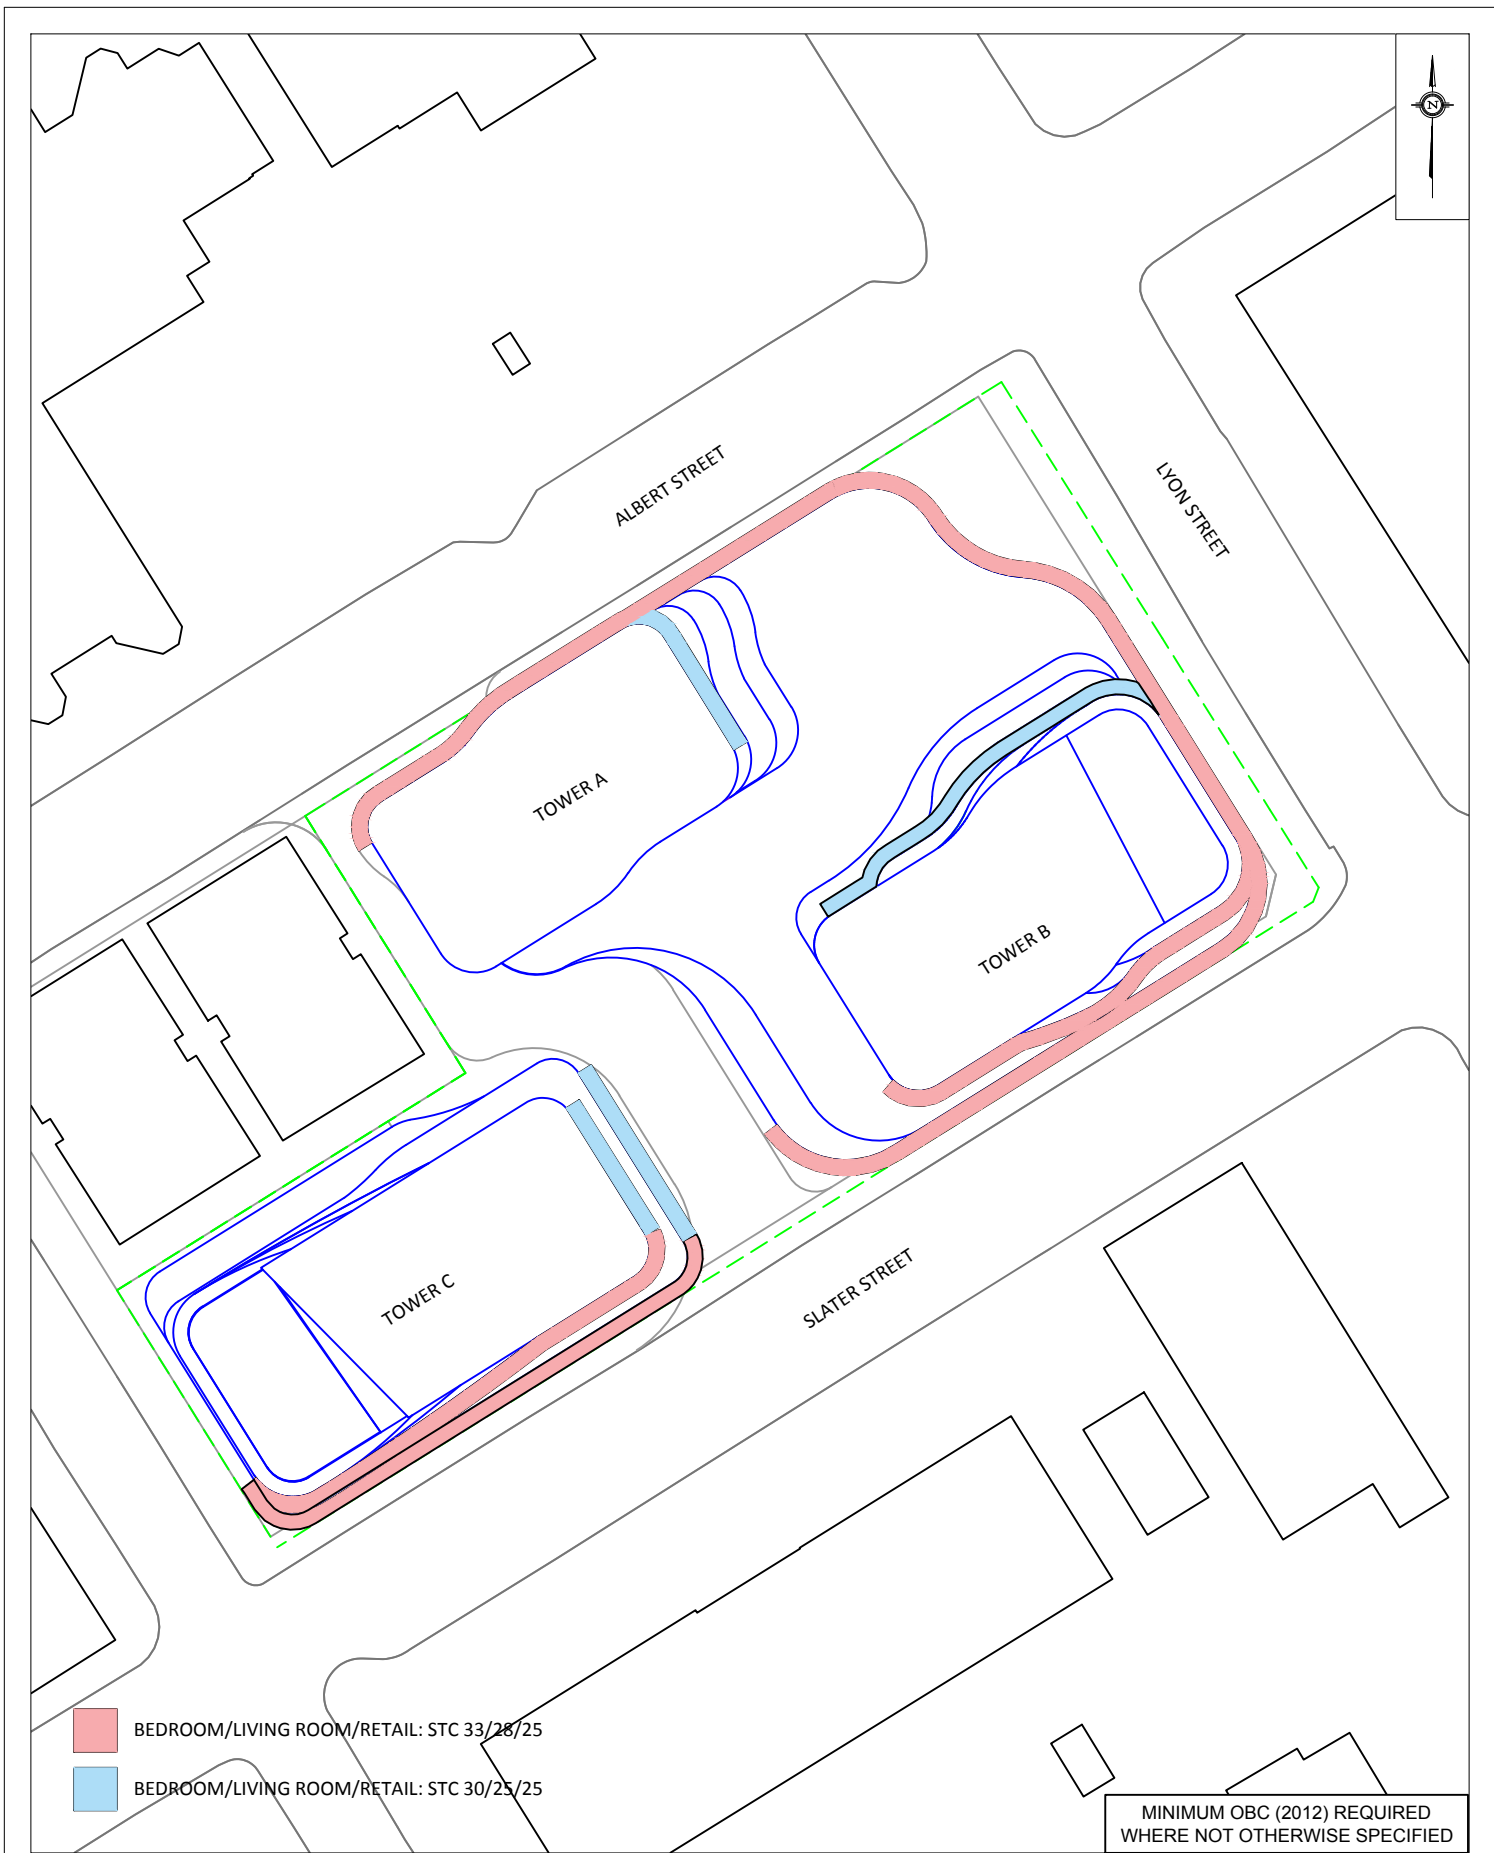 N
ALBERT STREET
LYON STREET
TOWER A
TOWER B
TOWER C
SLATER STREET
BEDROOM/LIVING ROOM/RETAIL: STC 33/28/25
BEDROOM/LIVING ROOM/RETAIL: STC 30/25/25
MINIMUM OBC (2012) REQUIRED
WHERE NOT OTHERWISE SPECIFIED